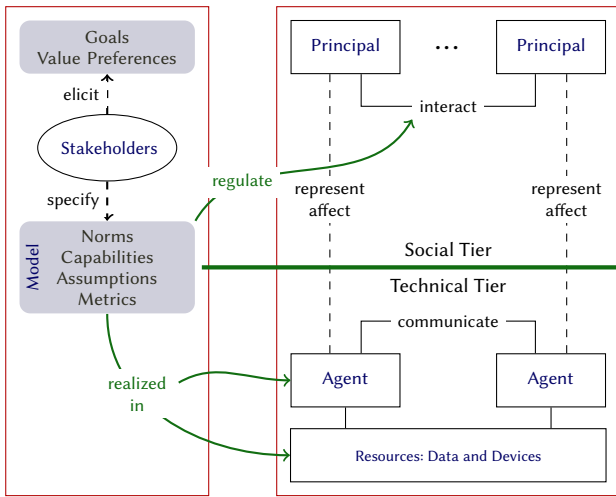 Goals
Value Preferences
elicit
Stakeholders
specify
Model
Norms
Capabilities
Assumptions
Metrics
regulate
realized
in
Principal
...
Principal
interact
represent
affect
represent
affect
Social Tier
Technical Tier
communicate
Agent
Agent
Resources: Data and Devices